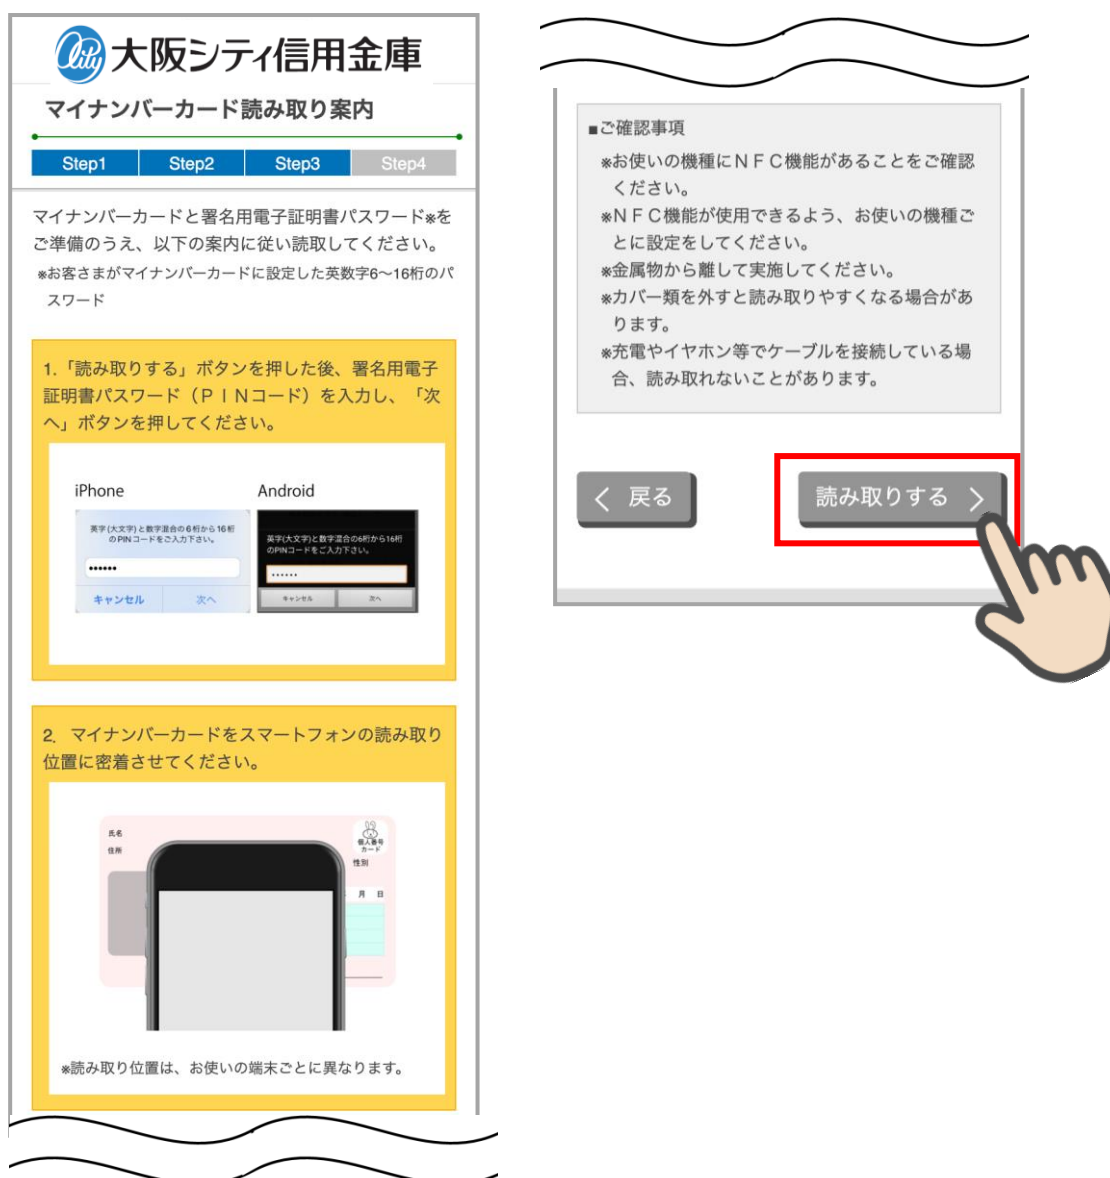 City 大阪シティ信用金庫
マイナンバーカード読み取り案内
Step1 Step2 Step3 Step4
マイナンバーカードと署名用電子証明書パスワード※を
ご準備のうえ、以下の案内に従い読取してください。
※お客さまがマイナンバーカードに設定した英数字6～16桁のパ
スワード
1.「読み取りする」ボタンを押した後、署名用電子
証明書パスワード（ＰＩＮコード）を入力し、「次
へ」ボタンを押してください。
iPhone Android
英字(大文字)と数字混合の6桁から16桁
のPINコードをご入力下さい。
••••••
キャンセル 次へ
英字(大文字)と数字混合の6桁から16桁
のPINコードをご入力下さい。
••••••
キャンセル 次へ
2．マイナンバーカードをスマートフォンの読み取り
位置に密着させてください。
氏名
住所
個人番号
カード
性別
月 日
※読み取り位置は、お使いの端末ごとに異なります。
■ご確認事項
※お使いの機種にＮＦＣ機能があることをご確認
ください。
※ＮＦＣ機能が使用できるよう、お使いの機種ご
とに設定をしてください。
※金属物から離して実施してください。
※カバー類を外すと読み取りやすくなる場合があ
ります。
※充電やイヤホン等でケーブルを接続している場
合、読み取れないことがあります。
戻る 読み取りする